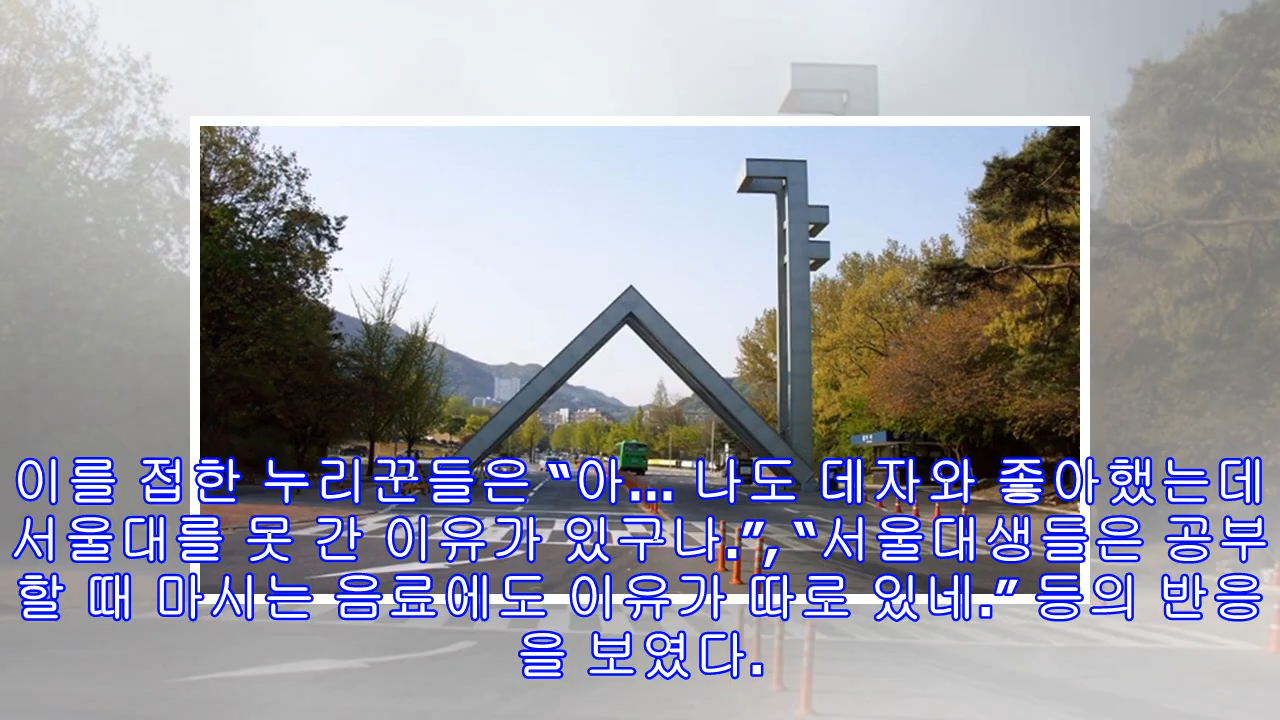 이를 접한 누리꾼들은 “아... 나도 데자와 좋아했는데
서울대를 못 간 이유가 있구나.”, “서울대생들은 공부
할 때 마시는 음료에도 이유가 따로 있네.” 등의 반응
을 보였다.